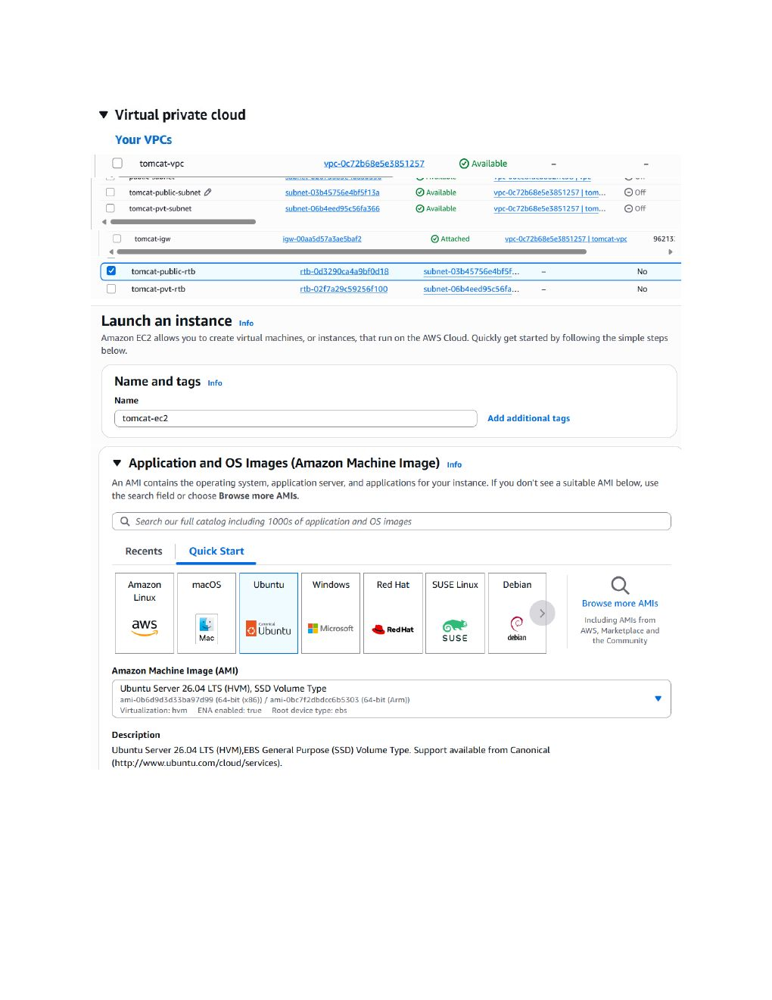 Virtual private cloud
Your VPCs
tomcat-vpc vpc-0c72b68e5e3851257 Available – –
tomcat-public-subnet subnet-03b45756e4bf5f13a Available vpc-0c72b68e5e3851257 | tom... Off
tomcat-pvt-subnet subnet-06b4eed95c56fa366 Available vpc-0c72b68e5e3851257 | tom... Off
tomcat-igw igw-00aa5d57a3ae5baf2 Attached vpc-0c72b68e5e3851257 | tomcat-vpc 96213
tomcat-public-rtb rtb-0d3290ca4a9bf0d18 subnet-03b45756e4bf5f... – No
tomcat-pvt-rtb rtb-02f7a29c59256f100 subnet-06b4eed95c56fa... – No
Launch an instance Info
Amazon EC2 allows you to create virtual machines, or instances, that run on the AWS Cloud. Quickly get started by following the simple steps
below.
Name and tags Info
Name
tomcat-ec2 Add additional tags
Application and OS Images (Amazon Machine Image) Info
An AMI contains the operating system, application server, and applications for your instance. If you don't see a suitable AMI below, use
the search field or choose Browse more AMIs.
Search our full catalog including 1000s of application and OS images
Recents Quick Start
Amazon Linux macOS Ubuntu Windows Red Hat SUSE Linux Debian
aws Mac Canonical Ubuntu Microsoft Red Hat SUSE debian
Browse more AMIs
Including AMIs from
AWS, Marketplace and
the Community
Amazon Machine Image (AMI)
Ubuntu Server 26.04 LTS (HVM), SSD Volume Type
ami-0b6d9d3d33ba97d99 (64-bit (x86)) / ami-0bc7f2dbdcc6b5303 (64-bit (Arm))
Virtualization: hvm ENA enabled: true Root device type: ebs
Description
Ubuntu Server 26.04 LTS (HVM),EBS General Purpose (SSD) Volume Type. Support available from Canonical
(http://www.ubuntu.com/cloud/services).